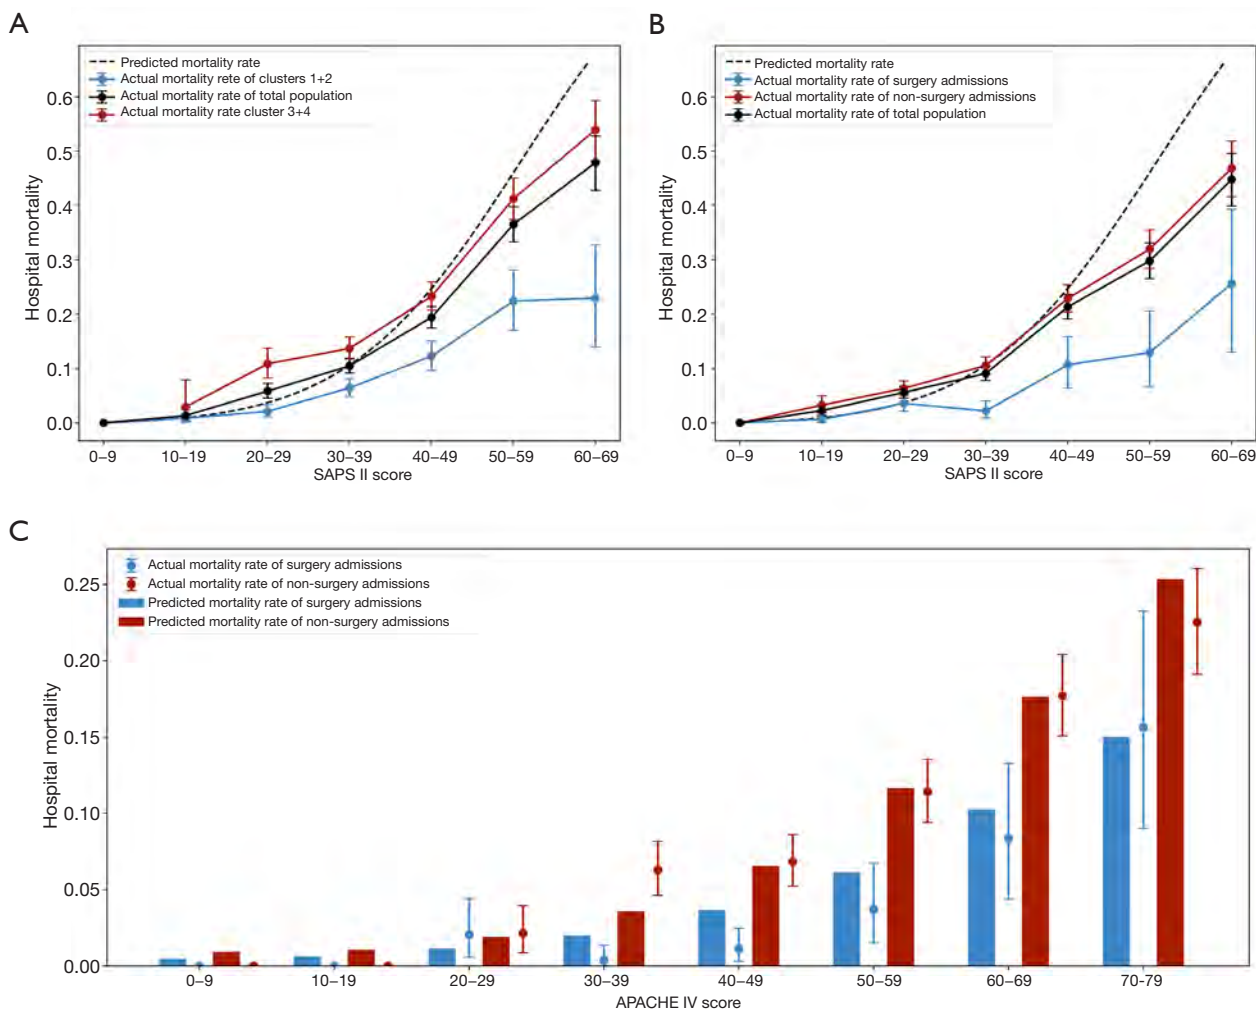 A
Predicted mortality rate
Actual mortality rate of clusters 1+2
Actual mortality rate of total population
Actual mortality rate cluster 3+4
Hospital mortality
0.6
0.5
0.4
0.3
0.2
0.1
0.0
0–9 10–19 20–29 30–39 40–49 50–59 60–69
SAPS II score
B
Predicted mortality rate
Actual mortality rate of surgery admissions
Actual mortality rate of non-surgery admissions
Actual mortality rate of total population
Hospital mortality
0.6
0.5
0.4
0.3
0.2
0.1
0.0
0–9 10–19 20–29 30–39 40–49 50–59 60–69
SAPS II score
C
Actual mortality rate of surgery admissions
Actual mortality rate of non-surgery admissions
Predicted mortality rate of surgery admissions
Predicted mortality rate of non-surgery admissions
Hospital mortality
0.25
0.20
0.15
0.10
0.05
0.00
0–9 10–19 20–29 30–39 40–49 50–59 60–69 70-79
APACHE IV score